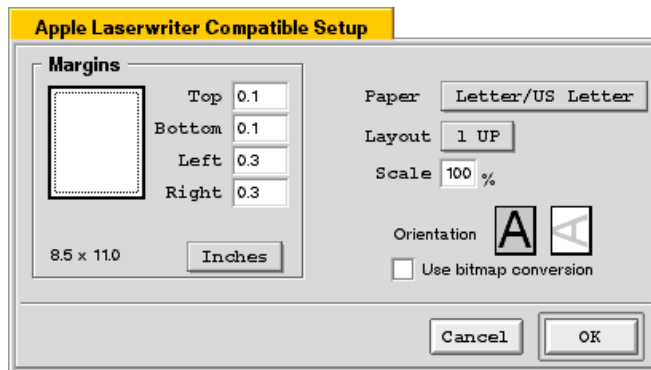 Apple Laserwriter Compatible Setup
Margins
Top 0.1
Bottom 0.1
Left 0.3
Right 0.3
8.5 x 11.0 Inches
Paper Letter/US Letter
Layout 1 UP
Scale 100 %
Orientation A A
Use bitmap conversion
Cancel OK